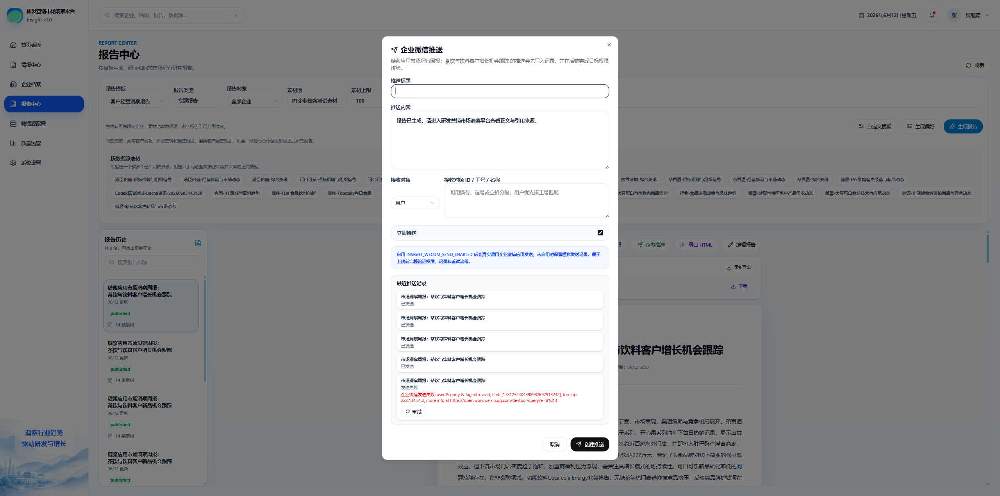 研发营销市场洞察平台
Insight v1.0
搜索企业、情报、报告、数据源...
/
2026年6月12日星期五
张
张继德
首页看板
情报中心
企业档案
报告中心
数据源配置
质量运营
系统设置
洞察行业趋势
驱动研发与增长
REPORT CENTER
报告中心
按模板生成、阅读和编辑市场洞察研究报告。
刷新
报告模板
报告类型
报告对象
素材池
素材上限
客户经营洞察报告
专题报告
全部企业
P1企业档案测试素材
100
生成前可先限定企业、素材池与数据源，避免报告引用范围过宽。
自定义模板
生成偏好
生成报告
当前模板：面向客户成功、研发营销和销售跟进，围绕客户经营动态、机会、风险与合作建议形成正式研究报告。
按数据源选材
可指定一个或多个已启用数据源，报告只引用这些数据源采集并入库的正式情报。
汤臣倍健-招标招聘与组织信号
汤臣倍健-经营新品与市场动态
汤臣倍健-综合资讯
可口可乐-招标招聘与组织信号
可口可
蜜雪冰城-综合资讯
茶百道-招标招聘与组织信号
茶百道-经营新品与市场动态
茶百道-综合资讯
健源-F55果糖客户经营与新品动态
Codex真实测试-Bocha资讯-20260605143158
官网-IFF风味与配料趋势
媒体-FBIF食品饮料创新
媒体-Foodaily每日食品
大豆蛋白与植物肉新品监控
行业-食品法规政策与风味趋势
御馨-健康与特医客户产品需求动态
御馨-大豆蛋白竞对技术与应用动态
健源-功能糖竞对价格新品与经营动态
健源-新茶饮客户新品与市场动态
报告历史
共 8 份，可点击切换正文
搜索报告名称
糖浆应用市场洞察周报：
茶饮与饮料客户增长机会跟踪
06/12 更新
published
14 条素材
糖浆应用市场洞察周报：
茶饮与饮料客户增长机会跟踪
06/12 更新
published
14 条素材
糖浆应用市场洞察周报：
茶饮与饮料客户新品机会跟踪
06/12 更新
published
14 条素材
糖浆应用市场洞察周报：
茶饮与饮料客户新品机会跟踪
06/12 更新
published
企业微信推送
糖浆应用市场洞察周报：茶饮与饮料客户增长机会跟踪 的推送会先写入记录，并在后端完成目标权限
校验。
推送标题
推送内容
报告已生成，请进入研发营销市场洞察平台查看正文与引用来源。
接收对象
接收对象 ID / 工号 / 名称
用户
可用换行、逗号或空格分隔；用户优先按工号匹配
立即推送
启用 INSIGHT_WECOM_SEND_ENABLED 后会真实调用企业微信应用发送；未启用时保留模拟发送记录，便于
上线前完整验证权限、记录和重试流程。
最近推送记录
市场洞察周报：茶饮与饮料客户增长机会跟踪
已发送
市场洞察周报：茶饮与饮料客户增长机会跟踪
已发送
市场洞察周报：茶饮与饮料客户增长机会跟踪
已发送
市场洞察周报：茶饮与饮料客户增长机会跟踪
已发送
市场洞察周报：茶饮与饮料客户增长机会跟踪
发送失败
企业微信发送失败: user & party & tag all invalid, hint: [1781254404398982697913242], from ip:
222.134.51.2, more info at https://open.work.weixin.qq.com/devtool/query?e=81013
重试
取消
创建推送
限
企微推送
导出 HTML
编辑报告
重新导出
下载
饮料客户增长机会跟踪
新：06/12 16:50
节奏、市场表现、渠道策略与竞争格局展开。茶百道
子系列、开心果系列均创下首日热销记录，显示出其
签约近百家海外门店，并即将入驻巴黎卢浮宫商廊，
业额达272万元，验证了头部品牌对线下商业的强引流
效应，但下沉市场门店密度趋于饱和，加盟商盈利压力浮现，需关注其增长模式的可持续性。可口可乐新品转化率低的问
题持续存在，在非碳酸领域，功能饮料Coca cola Energy北美停售，无糖茶等热门赛道亦被竞品挤压，反映其品牌护城河在